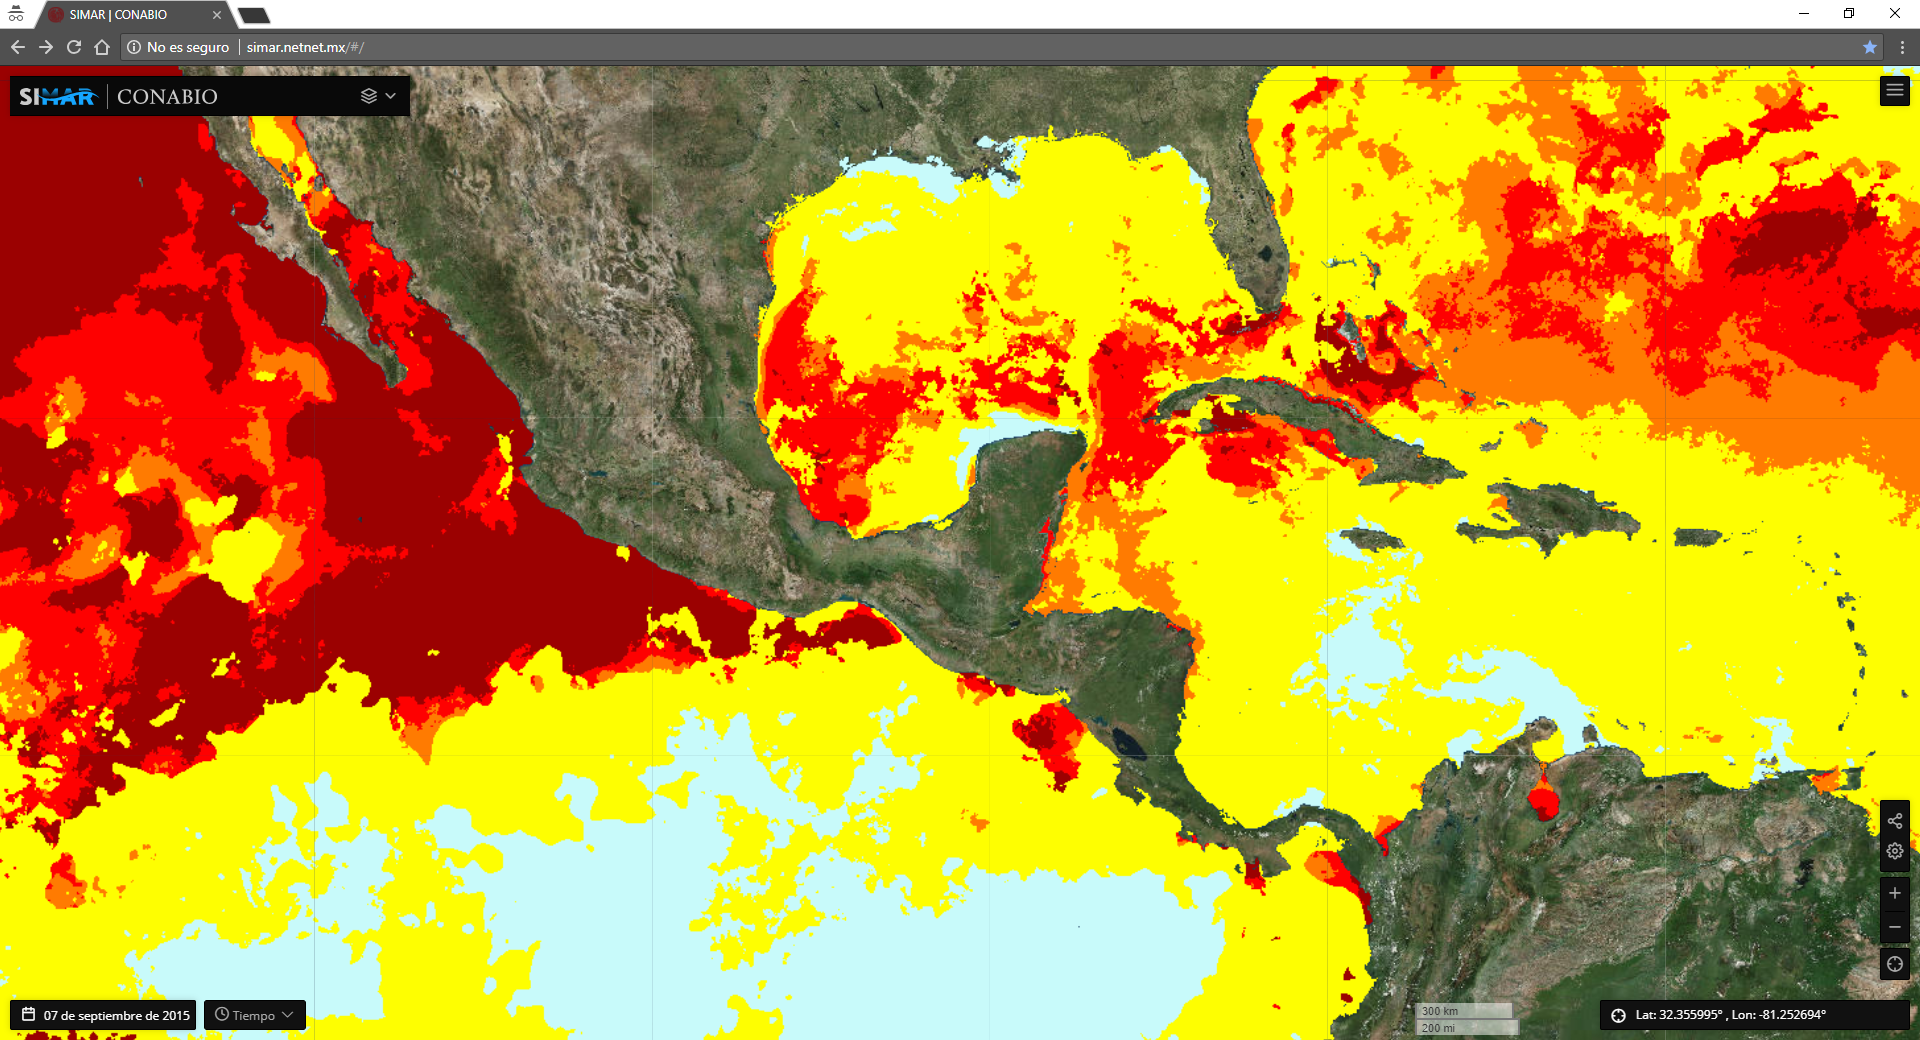 SIMAR | CONABIO
No es seguro
simar.netnet.mx/#/
SIMAR CONABIO
07 de septiembre de 2015
Tiempo
300 km
200 mi
Lat: 32.355995° , Lon: -81.252694°